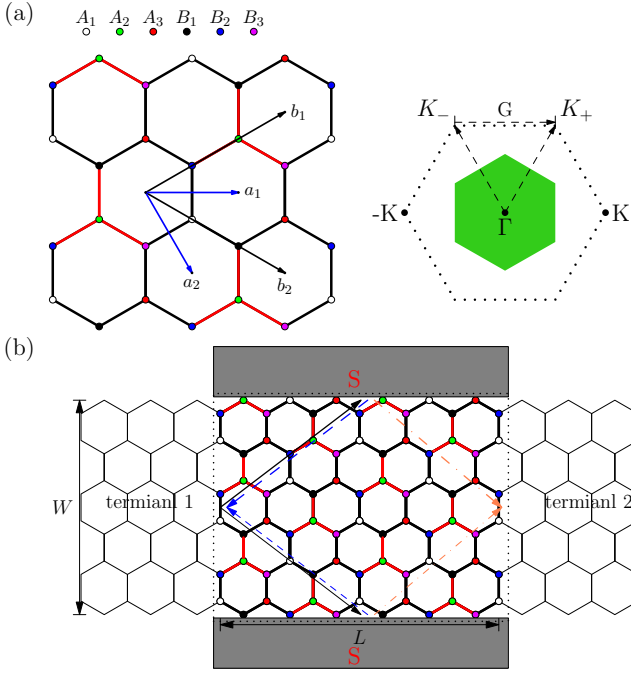 (a)
A₁ A₂ A₃ B₁ B₂ B₃
b₁
a₁
a₂
b₂
K₋ G K₊
-K Γ K
(b)
S
W
termianl 1
termianl 2
L
S